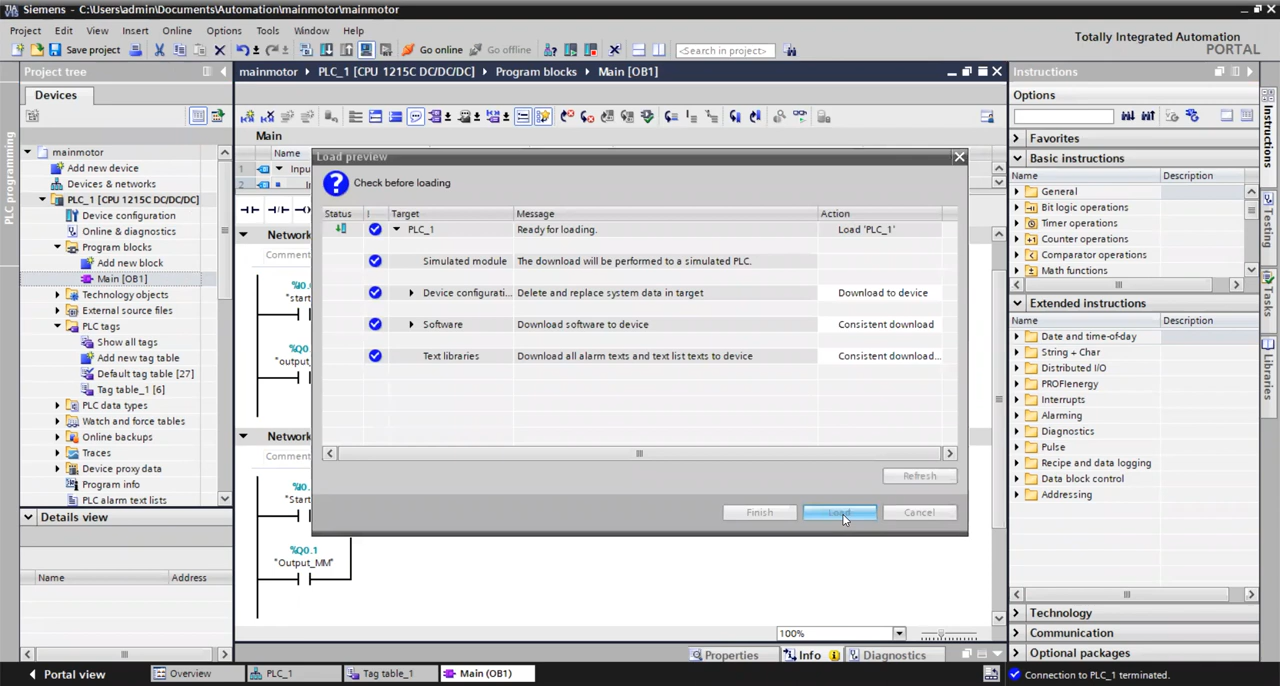 Siemens - C:\Users\admin\Documents\Automation\mainmotor\mainmotor
Project Edit View Insert Online Options Tools Window Help
Totally Integrated Automation
PORTAL
Save project
Go online
Go offline
<Search in project>
Project tree
mainmotor PLC_1 [CPU 1215C DC/DC/DC] Program blocks Main [OB1]
Instructions
Devices
Options
PLC programming
Main
Name
mainmotor
Add new device
Devices & networks
PLC_1 [CPU 1215C DC/DC/DC]
Device configuration
Online & diagnostics
Program blocks
Add new block
Main [OB1]
Technology objects
External source files
PLC tags
Show all tags
Add new tag table
Default tag table [27]
Tag table_1 [6]
PLC data types
Watch and force tables
Online backups
Traces
Device proxy data
Program info
PLC alarm text lists
Details view
Name Address
1
2
Load preview
Check before loading
Status ! Target Message Action
PLC_1 Ready for loading. Load 'PLC_1'
Simulated module The download will be performed to a simulated PLC.
Device configurati... Delete and replace system data in target Download to device
Software Download software to device Consistent download
Text libraries Download all alarm texts and text list texts to device Consistent download...
Refresh
Finish Load Cancel
%Q0.1
"Output_MM"
100%
Properties Info Diagnostics
Favorites
Basic instructions
Name Description
General
Bit logic operations
Timer operations
Counter operations
Comparator operations
Math functions
Extended instructions
Name Description
Date and time-of-day
String + Char
Distributed I/O
PROFIenergy
Interrupts
Alarming
Diagnostics
Pulse
Recipe and data logging
Data block control
Addressing
Technology
Communication
Optional packages
Instructions
Testing
Tasks
Libraries
Portal view Overview PLC_1 Tag table_1 Main (OB1)
Connection to PLC_1 terminated.